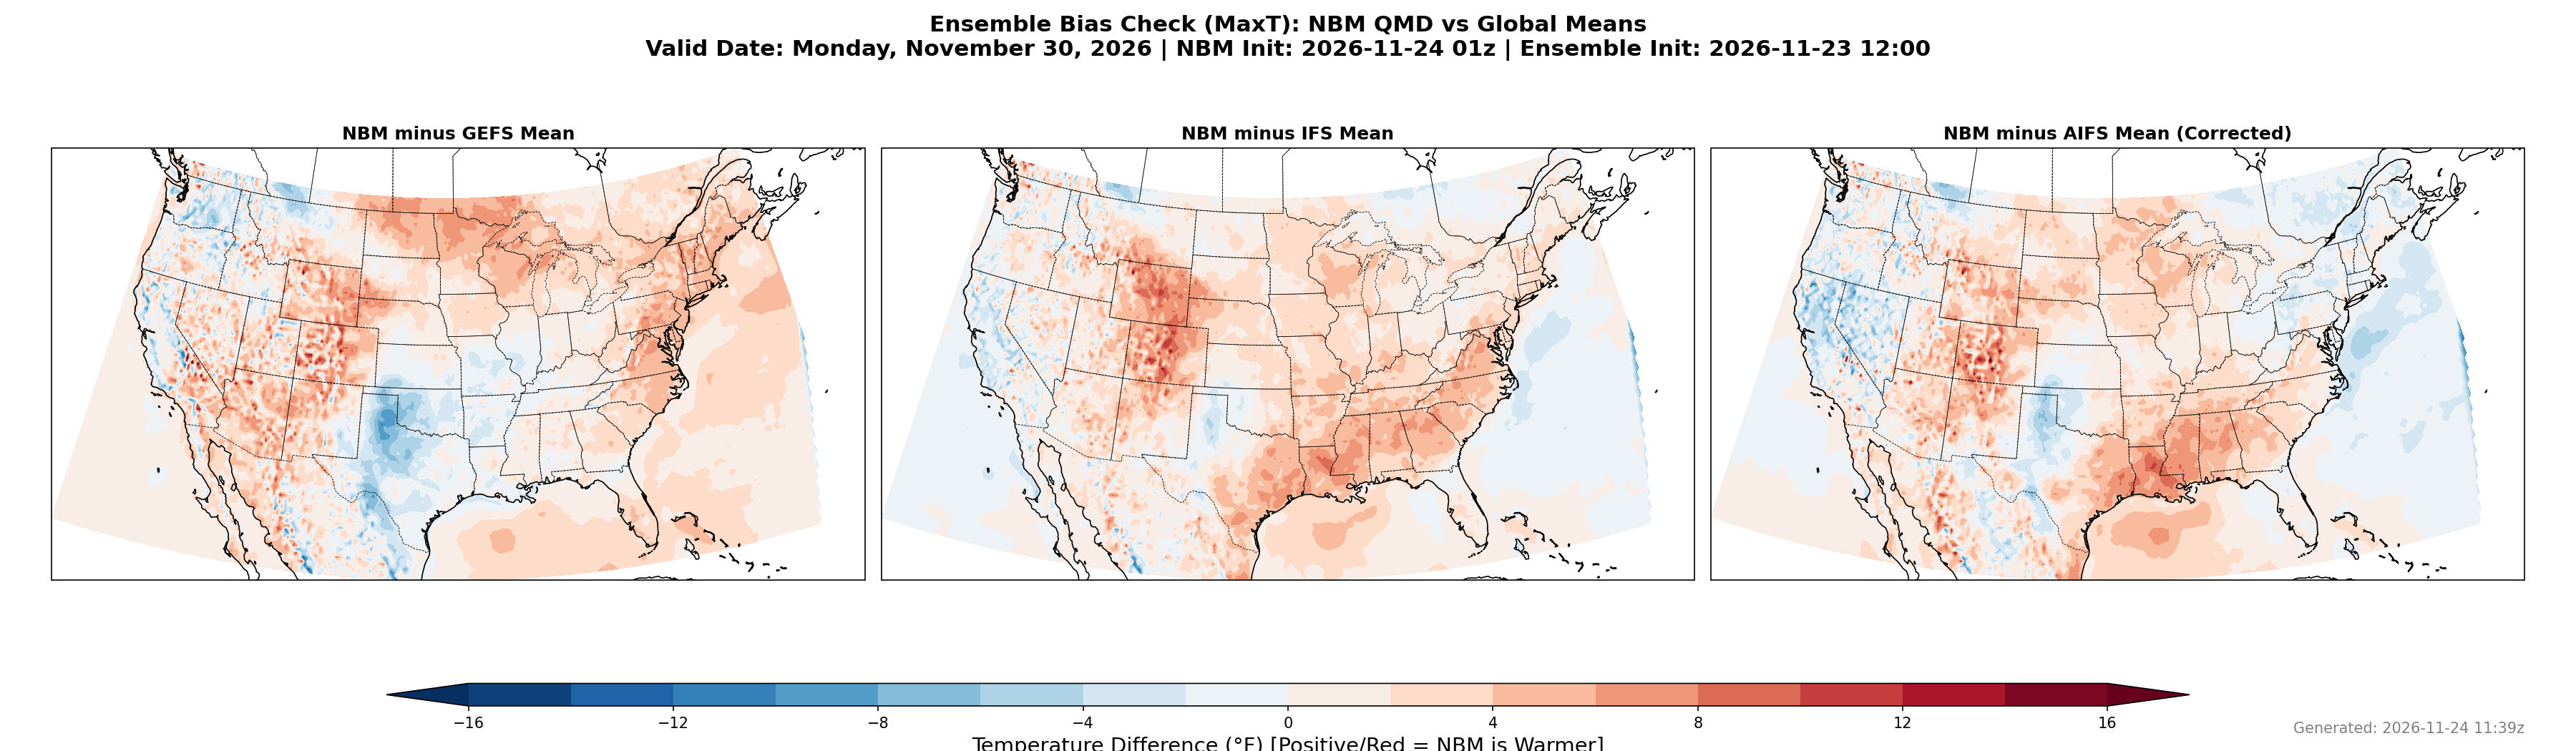 Ensemble Bias Check (MaxT): NBM QMD vs Global Means
Valid Date: Monday, November 30, 2026 | NBM Init: 2026-11-24 01z | Ensemble Init: 2026-11-23 12:00
NBM minus GEFS Mean
NBM minus IFS Mean
NBM minus AIFS Mean (Corrected)
−16 −12 −8 −4 0 4 8 12 16
Temperature Difference (°F) [Positive/Red = NBM is Warmer]
Generated: 2026-11-24 11:39z